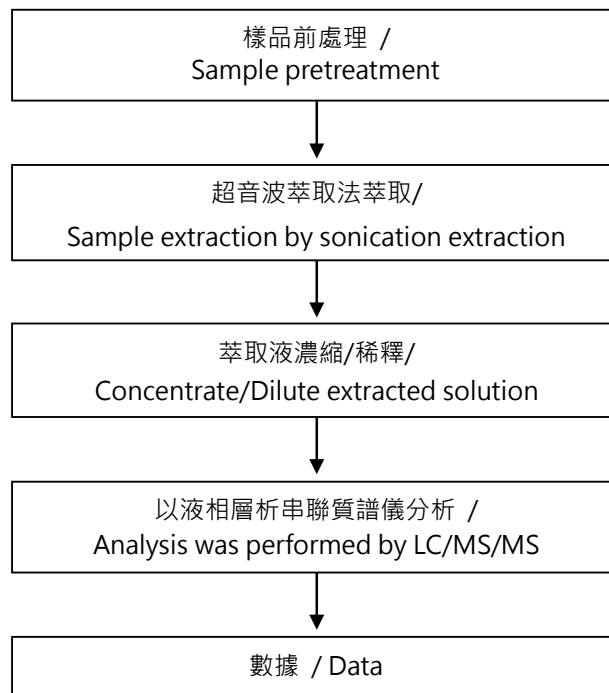 樣品前處理 /
Sample pretreatment
超音波萃取法萃取/
Sample extraction by sonication extraction
萃取液濃縮/稀釋/
Concentrate/Dilute extracted solution
以液相層析串聯質譜儀分析 /
Analysis was performed by LC/MS/MS
數據 / Data